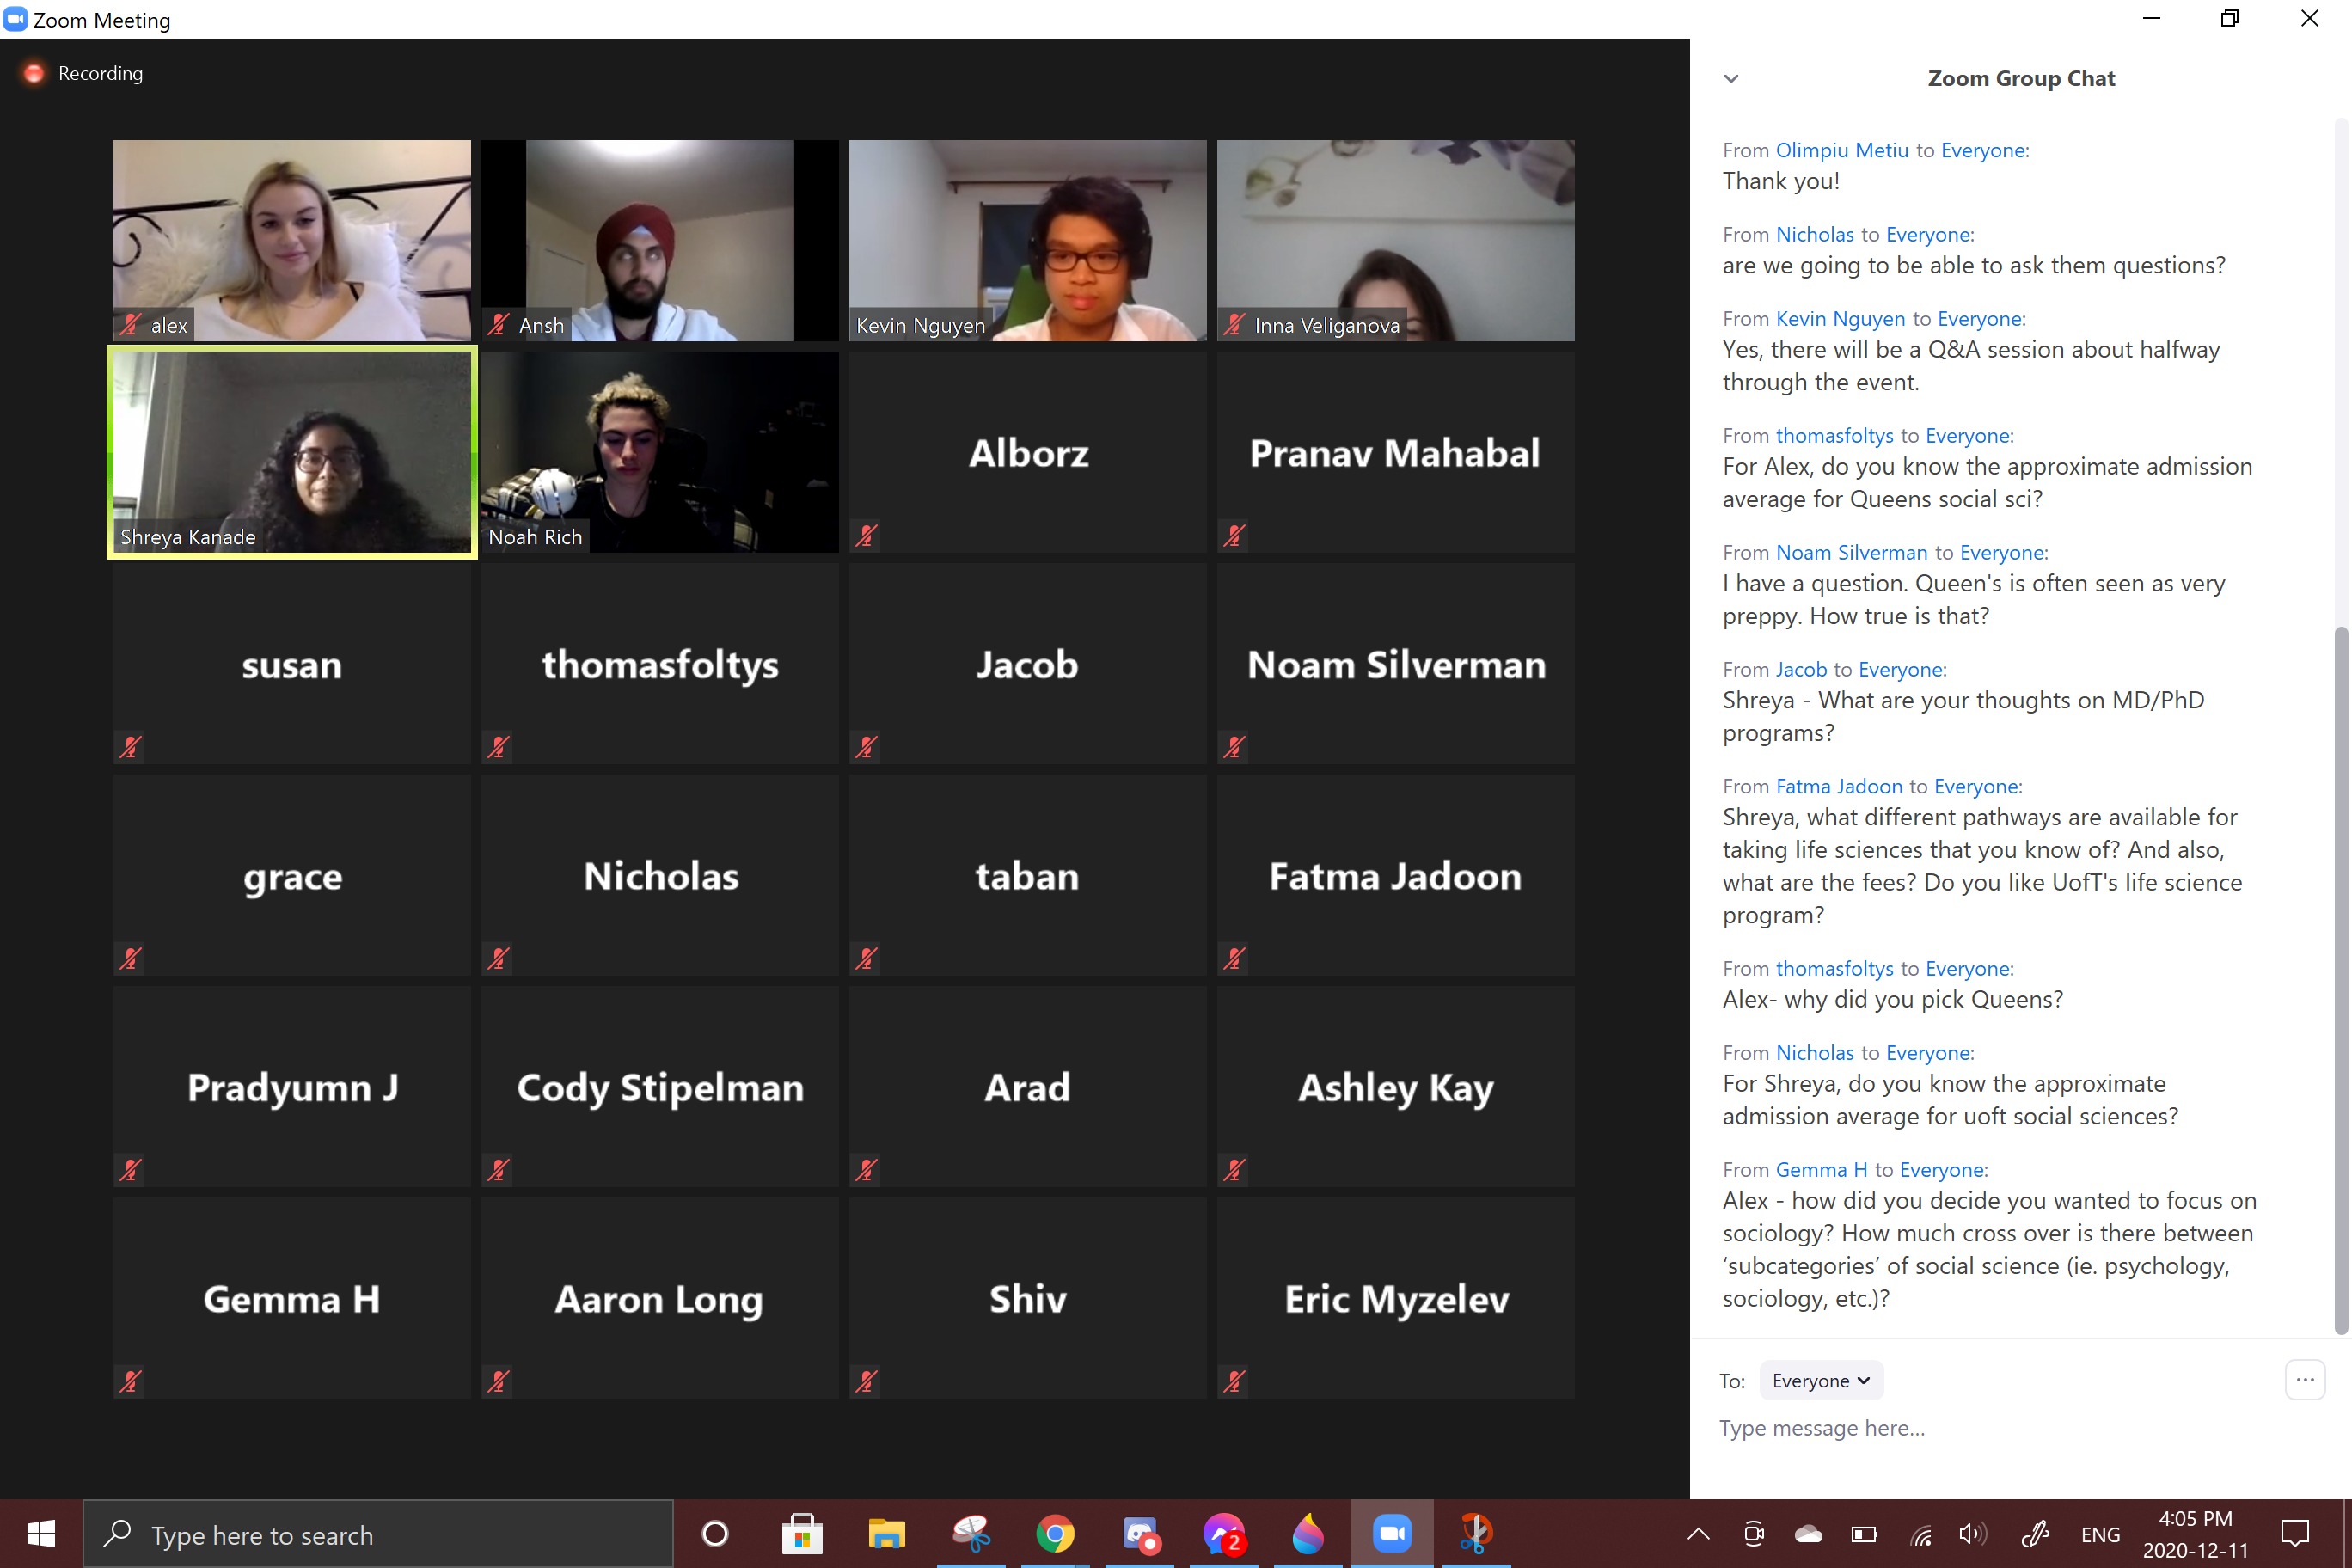 Zoom Meeting
Recording
alex
Ansh
Kevin Nguyen
Inna Veliganova
Shreya Kanade
Noah Rich
Alborz
Pranav Mahabal
susan
thomasfoltys
Jacob
Noam Silverman
grace
Nicholas
taban
Fatma Jadoon
Pradyumn J
Cody Stipelman
Arad
Ashley Kay
Gemma H
Aaron Long
Shiv
Eric Myzelev
Zoom Group Chat
From Olimpiu Metiu to Everyone:
Thank you!
From Nicholas to Everyone:
are we going to be able to ask them questions?
From Kevin Nguyen to Everyone:
Yes, there will be a Q&A session about halfway
through the event.
From thomasfoltys to Everyone:
For Alex, do you know the approximate admission
average for Queens social sci?
From Noam Silverman to Everyone:
I have a question. Queen's is often seen as very
preppy. How true is that?
From Jacob to Everyone:
Shreya - What are your thoughts on MD/PhD
programs?
From Fatma Jadoon to Everyone:
Shreya, what different pathways are available for
taking life sciences that you know of? And also,
what are the fees? Do you like UofT's life science
program?
From thomasfoltys to Everyone:
Alex- why did you pick Queens?
From Nicholas to Everyone:
For Shreya, do you know the approximate
admission average for uoft social sciences?
From Gemma H to Everyone:
Alex - how did you decide you wanted to focus on
sociology? How much cross over is there between
‘subcategories’ of social science (ie. psychology,
sociology, etc.)?
To: Everyone
Type message here...
Type here to search
2
ENG
4:05 PM
2020-12-11